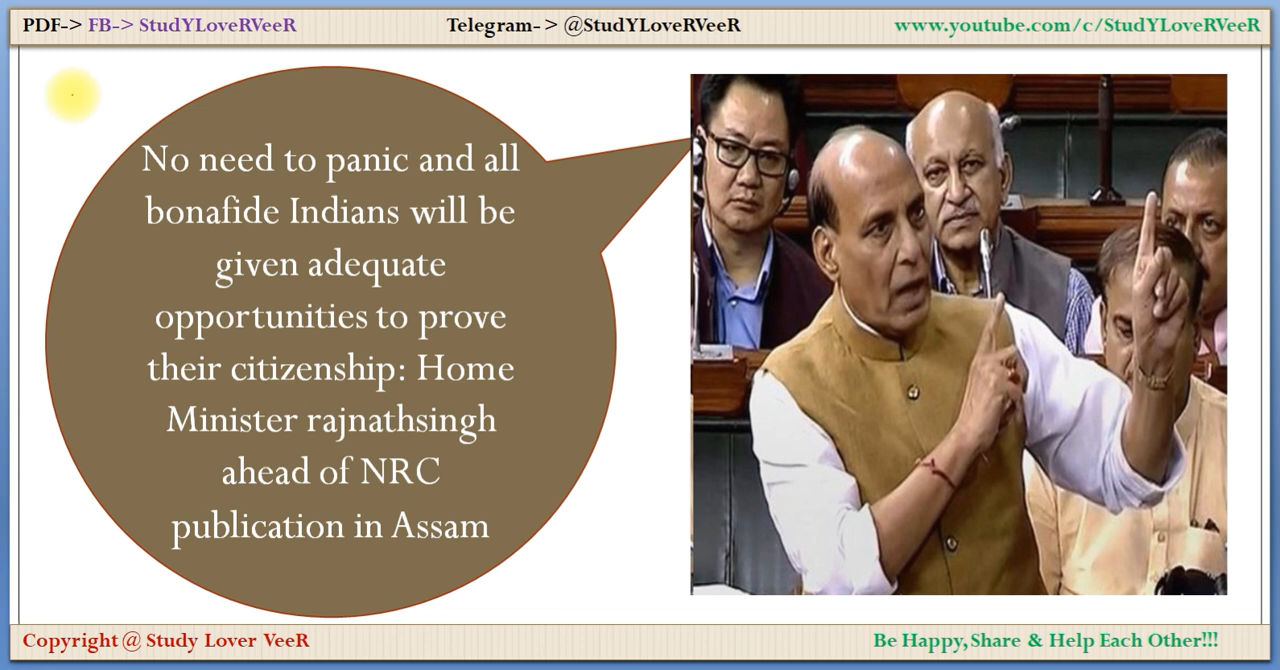 PDF-> FB-> StudYLoveRVeeR
Telegram- > @StudYLoveRVeeR
www.youtube.com/c/StudYLoveRVeeR
No need to panic and all
bonafide Indians will be
given adequate
opportunities to prove
their citizenship: Home
Minister rajnathsingh
ahead of NRC
publication in Assam
Copyright @ Study Lover VeeR
Be Happy,Share & Help Each Other!!!